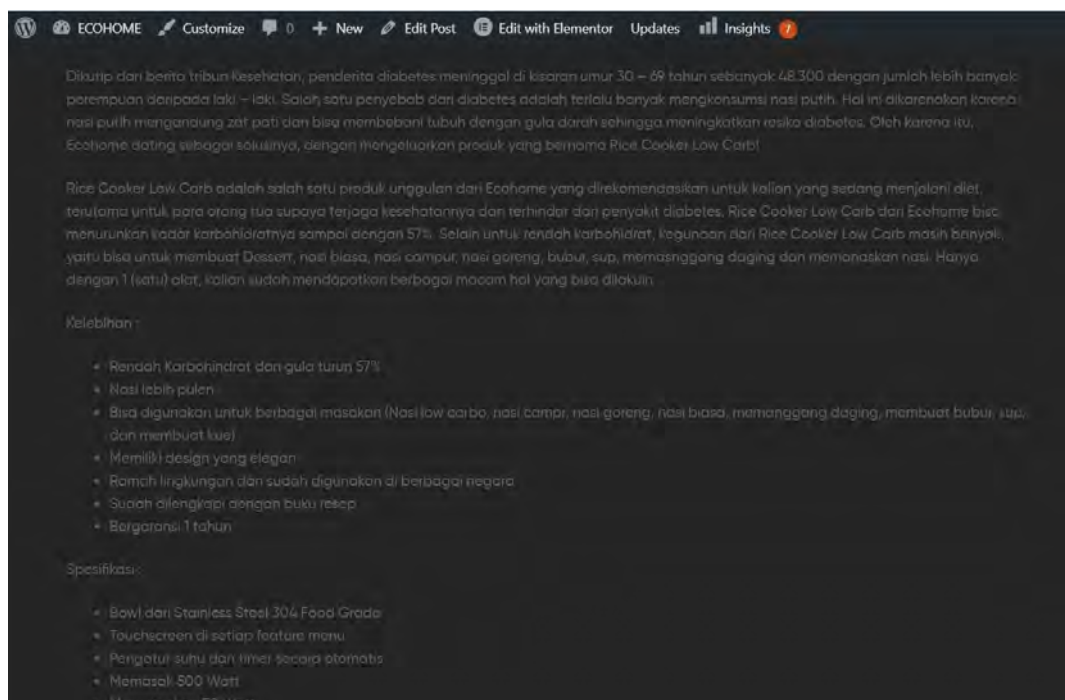 ECOHOME Customize 0 + New Edit Post Edit with Elementor Updates Insights 7
Dikutip dari berita tribun kesehatan, penderita diabetes meninggal di kisaran umur 30 – 69 tahun sebanyak 48.300 dengan jumlah lebih banyak
perempuan daripada laki – laki. Salah satu penyebab dari diabetes adalah terlalu banyak mengkonsumsi nasi putih. Hal ini dikarenakan karena
nasi putih mengandung zat pati dan bisa membebani tubuh dengan gula darah sehingga meningkatkan resiko diabetes. Oleh karena itu,
Ecohome dating sebagai solusinya, dengan mengeluarkan produk yang bernama Rice Cooker Low Carb!
Rice Cooker Low Carb adalah salah satu produk unggulan dari Ecohome yang direkomendasikan untuk kalian yang sedang menjalani diet,
terutama untuk para orang tua supaya terjaga kesehatannya dan terhindar dari penyakit diabetes. Rice Cooker Low Carb dari Ecohome bisa
menurunkan kadar karbohidratnya sampai dengan 57%. Selain untuk rendah karbohidrat, kegunaan dari Rice Cooker Low Carb masih banyak,
yaitu bisa untuk membuat Dessert, nasi biasa, nasi campur, nasi goreng, bubur, sup, memasnggang daging dan memanaskan nasi. Hanya
dengan 1 (satu) alat, kalian sudah mendapatkan berbagai macam hal yang bisa dilakuin.
Kelebihan :
Rendah Karbohindrat dan gula turun 57%
Nasi lebih pulen
Bisa digunakan untuk berbagai masakan (Nasi low carbo, nasi campr, nasi goreng, nasi biasa, memanggang daging, membuat bubur, sup,
dan membuat kue)
Memiliki design yang elegan
Ramah lingkungan dan sudah digunakan di berbagai negara
Sudah dilengkapi dengan buku resep
Bergaransi 1 tahun
Spesifikasi :
Bowl dari Stainless Steel 304 Food Grade
Touchscreen di setiap feature menu
Pengatur suhu dan timer secara otomatis
Memasak 500 Watt